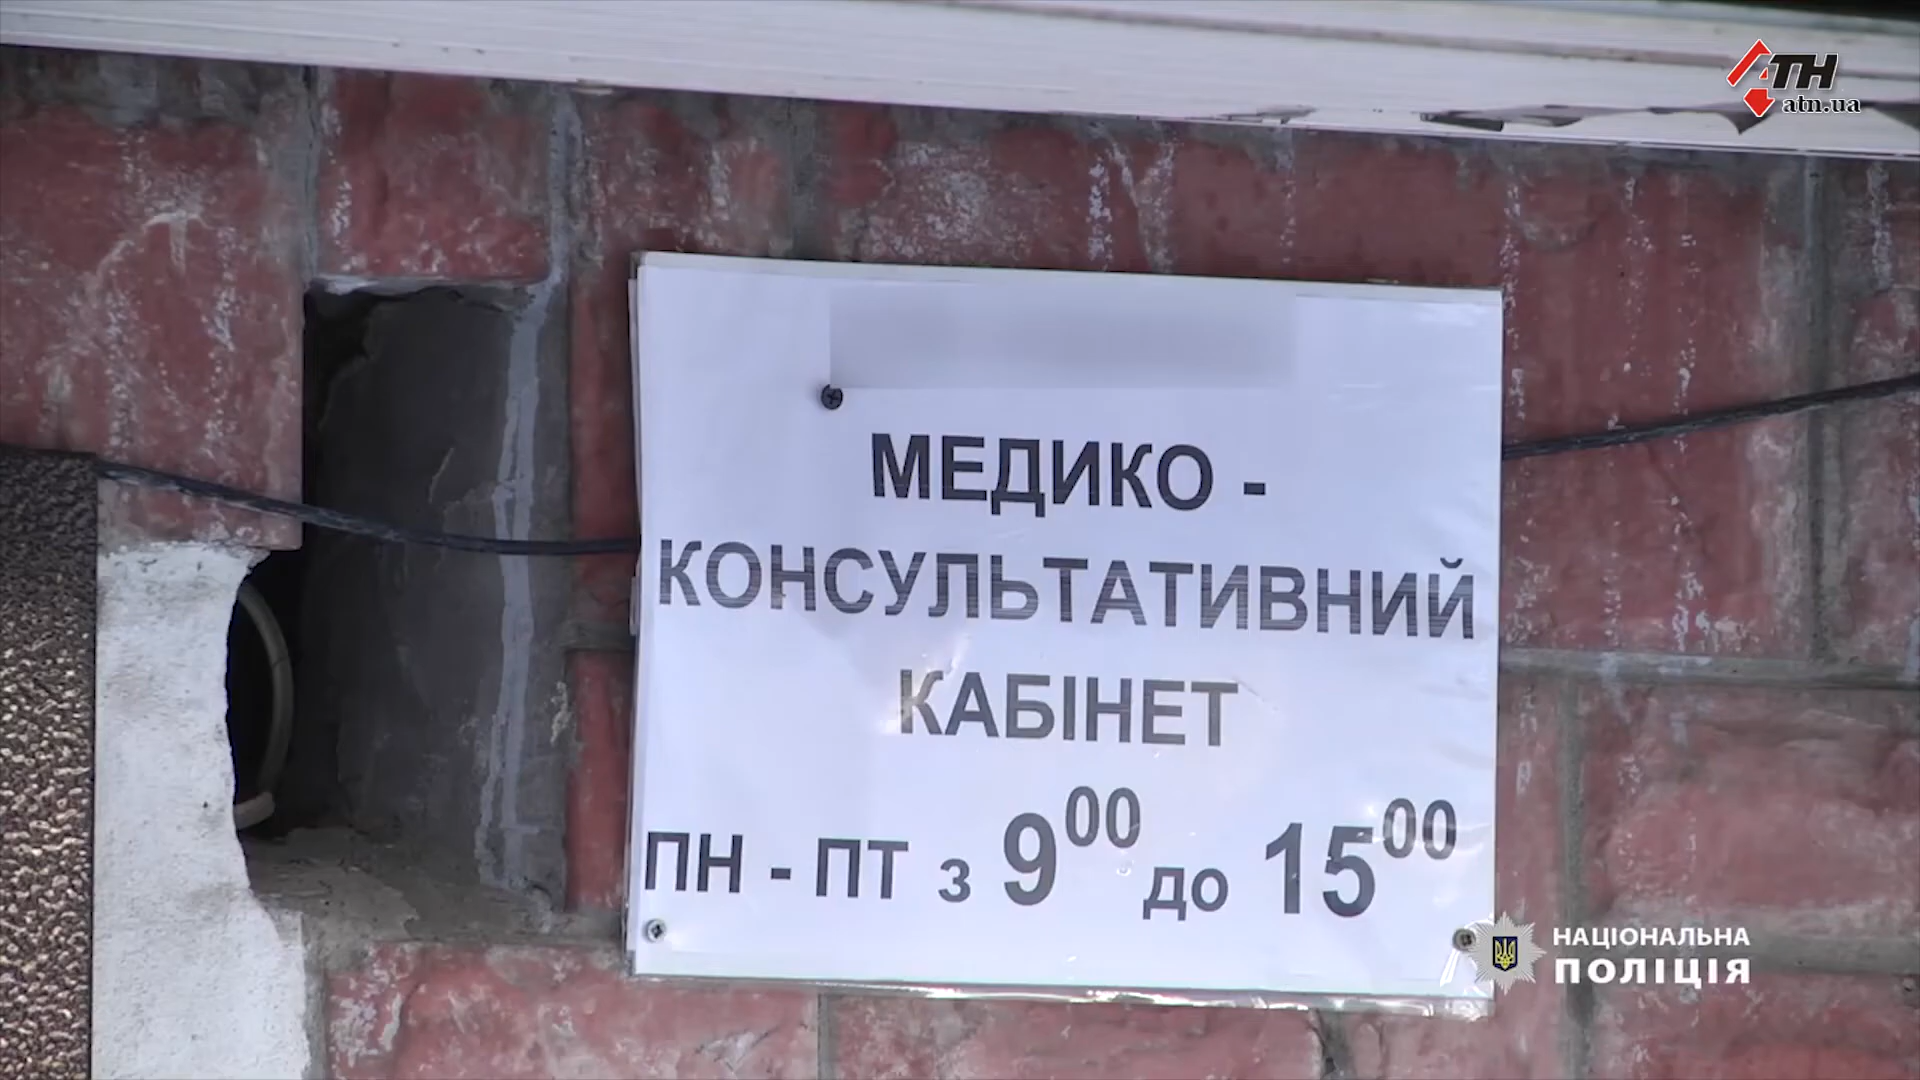 АТН
atn.ua
МЕДИКО -
КОНСУЛЬТАТИВНИЙ
КАБІНЕТ
ПН - ПТ з 9⁰⁰ до 15⁰⁰
НАЦІОНАЛЬНА
ПОЛІЦІЯ